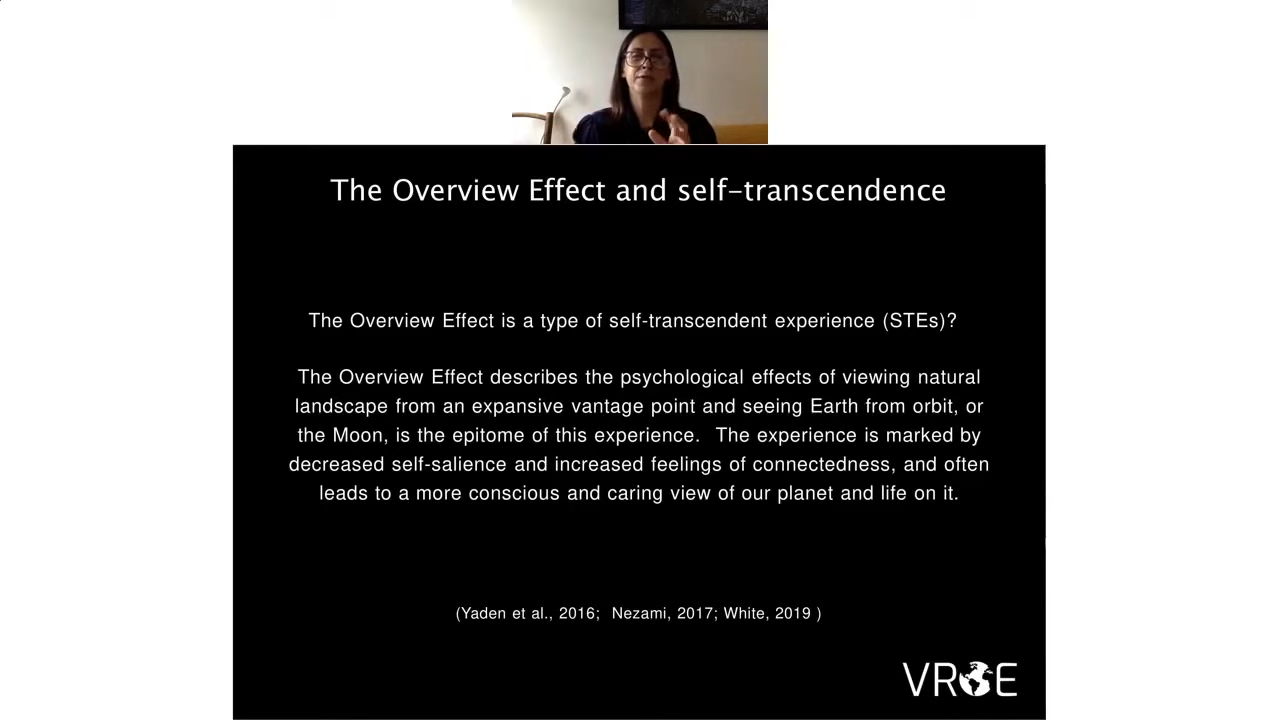 The Overview Effect and self-transcendence
The Overview Effect is a type of self-transcendent experience (STEs)?
The Overview Effect describes the psychological effects of viewing natural
landscape from an expansive vantage point and seeing Earth from orbit, or
the Moon, is the epitome of this experience.  The experience is marked by
decreased self-salience and increased feelings of connectedness, and often
leads to a more conscious and caring view of our planet and life on it.
(Yaden et al., 2016;  Nezami, 2017; White, 2019 )
VROE